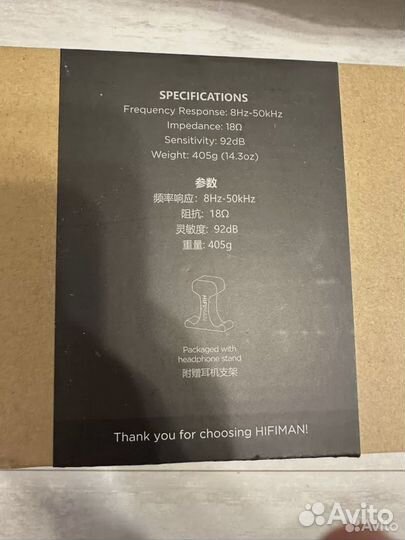 SPECIFICATIONS
Frequency Response: 8Hz-50kHz
Impedance: 18Ω
Sensitivity: 92dB
Weight: 405g (14.3oz)
参数
频率响应: 8Hz-50kHz
阻抗: 18Ω
灵敏度: 92dB
重量: 405g
HIFIMAN
Packaged with
headphone stand
附赠耳机支架
Thank you for choosing HIFIMAN!
Avito